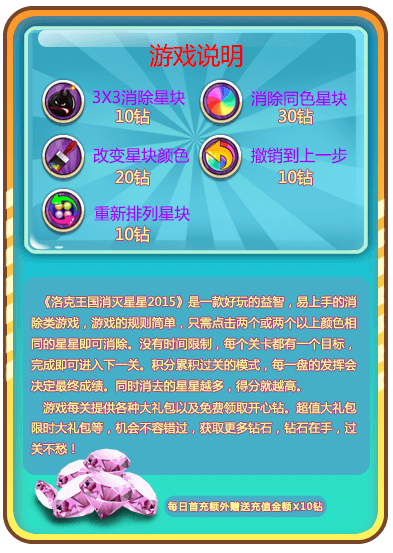 游戏说明
3X3消除星块
10钻
消除同色星块
30钻
改变星块颜色
20钻
撤销到上一步
10钻
重新排列星块
10钻
《洛克王国消灭星星2015》是一款好玩的益智，易上手的消
除类游戏，游戏的规则简单，只需点击两个或两个以上颜色相
同的星星即可消除。没有时间限制，每个关卡都有一个目标，
完成即可进入下一关。积分累积过关的模式，每一盘的发挥会
决定最终成绩。同时消去的星星越多，得分就越高。
游戏每关提供各种大礼包以及免费领取开心钻。超值大礼包
限时大礼包等，机会不容错过，获取更多钻石，钻石在手，过
关不愁！
每日首充额外赠送充值金额X10钻